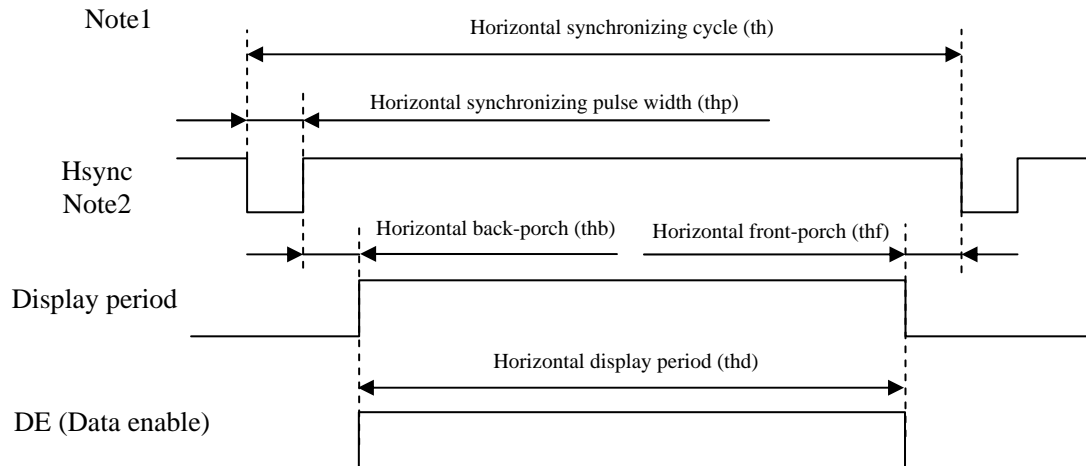 Note1
Horizontal synchronizing cycle (th)
Horizontal synchronizing pulse width (thp)
Hsync
Note2
Horizontal back-porch (thb)
Horizontal front-porch (thf)
Display period
Horizontal display period (thd)
DE (Data enable)